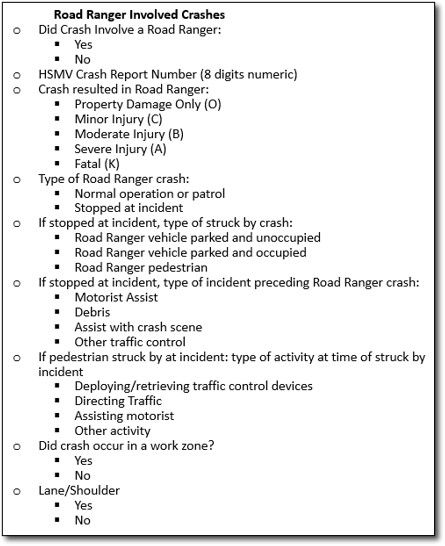 Road Ranger Involved Crashes
o Did Crash Involve a Road Ranger:
▪ Yes
▪ No
o HSMV Crash Report Number (8 digits numeric)
o Crash resulted in Road Ranger:
▪ Property Damage Only (O)
▪ Minor Injury (C)
▪ Moderate Injury (B)
▪ Severe Injury (A)
▪ Fatal (K)
o Type of Road Ranger crash:
▪ Normal operation or patrol
▪ Stopped at incident
o If stopped at incident, type of struck by crash:
▪ Road Ranger vehicle parked and unoccupied
▪ Road Ranger vehicle parked and occupied
▪ Road Ranger pedestrian
o If stopped at incident, type of incident preceding Road Ranger crash:
▪ Motorist Assist
▪ Debris
▪ Assist with crash scene
▪ Other traffic control
o If pedestrian struck by at incident: type of activity at time of struck by
incident
▪ Deploying/retrieving traffic control devices
▪ Directing Traffic
▪ Assisting motorist
▪ Other activity
o Did crash occur in a work zone?
▪ Yes
▪ No
o Lane/Shoulder
▪ Yes
▪ No